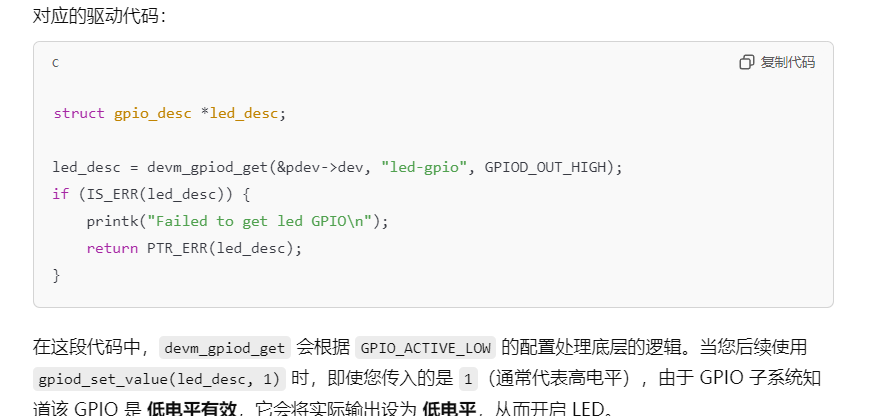 对应的驱动代码：
c
复制代码
struct gpio_desc *led_desc;
led_desc = devm_gpiod_get(&pdev->dev, "led-gpio", GPIOD_OUT_HIGH);
if (IS_ERR(led_desc)) {
    printk("Failed to get led GPIO\n");
    return PTR_ERR(led_desc);
}
在这段代码中，devm_gpiod_get 会根据 GPIO_ACTIVE_LOW 的配置处理底层的逻辑。当您后续使用
gpiod_set_value(led_desc, 1) 时，即使您传入的是 1（通常代表高电平），由于 GPIO 子系统知
道该 GPIO 是 低电平有效，它会将实际输出设为 低电平，从而开启 LED。